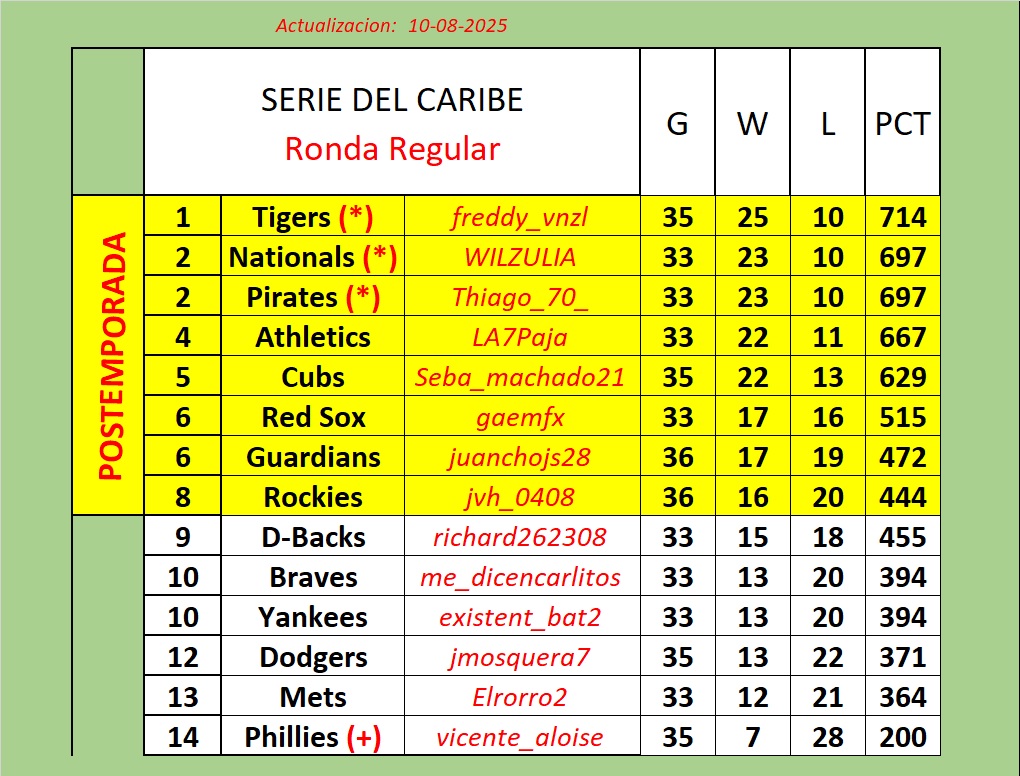 Actualizacion: 10-08-2025
SERIE DEL CARIBE
Ronda Regular
G W L PCT
POSTEMPORADA
1 Tigers (*) freddy_vnzl 35 25 10 714
2 Nationals (*) WILZULIA 33 23 10 697
2 Pirates (*) Thiago_70_ 33 23 10 697
4 Athletics LA7Paja 33 22 11 667
5 Cubs Seba_machado21 35 22 13 629
6 Red Sox gaemfx 33 17 16 515
6 Guardians juanchojs28 36 17 19 472
8 Rockies jvh_0408 36 16 20 444
9 D-Backs richard262308 33 15 18 455
10 Braves me_dicencarlitos 33 13 20 394
10 Yankees existent_bat2 33 13 20 394
12 Dodgers jmosquera7 35 13 22 371
13 Mets Elrorro2 33 12 21 364
14 Phillies (+) vicente_aloise 35 7 28 200